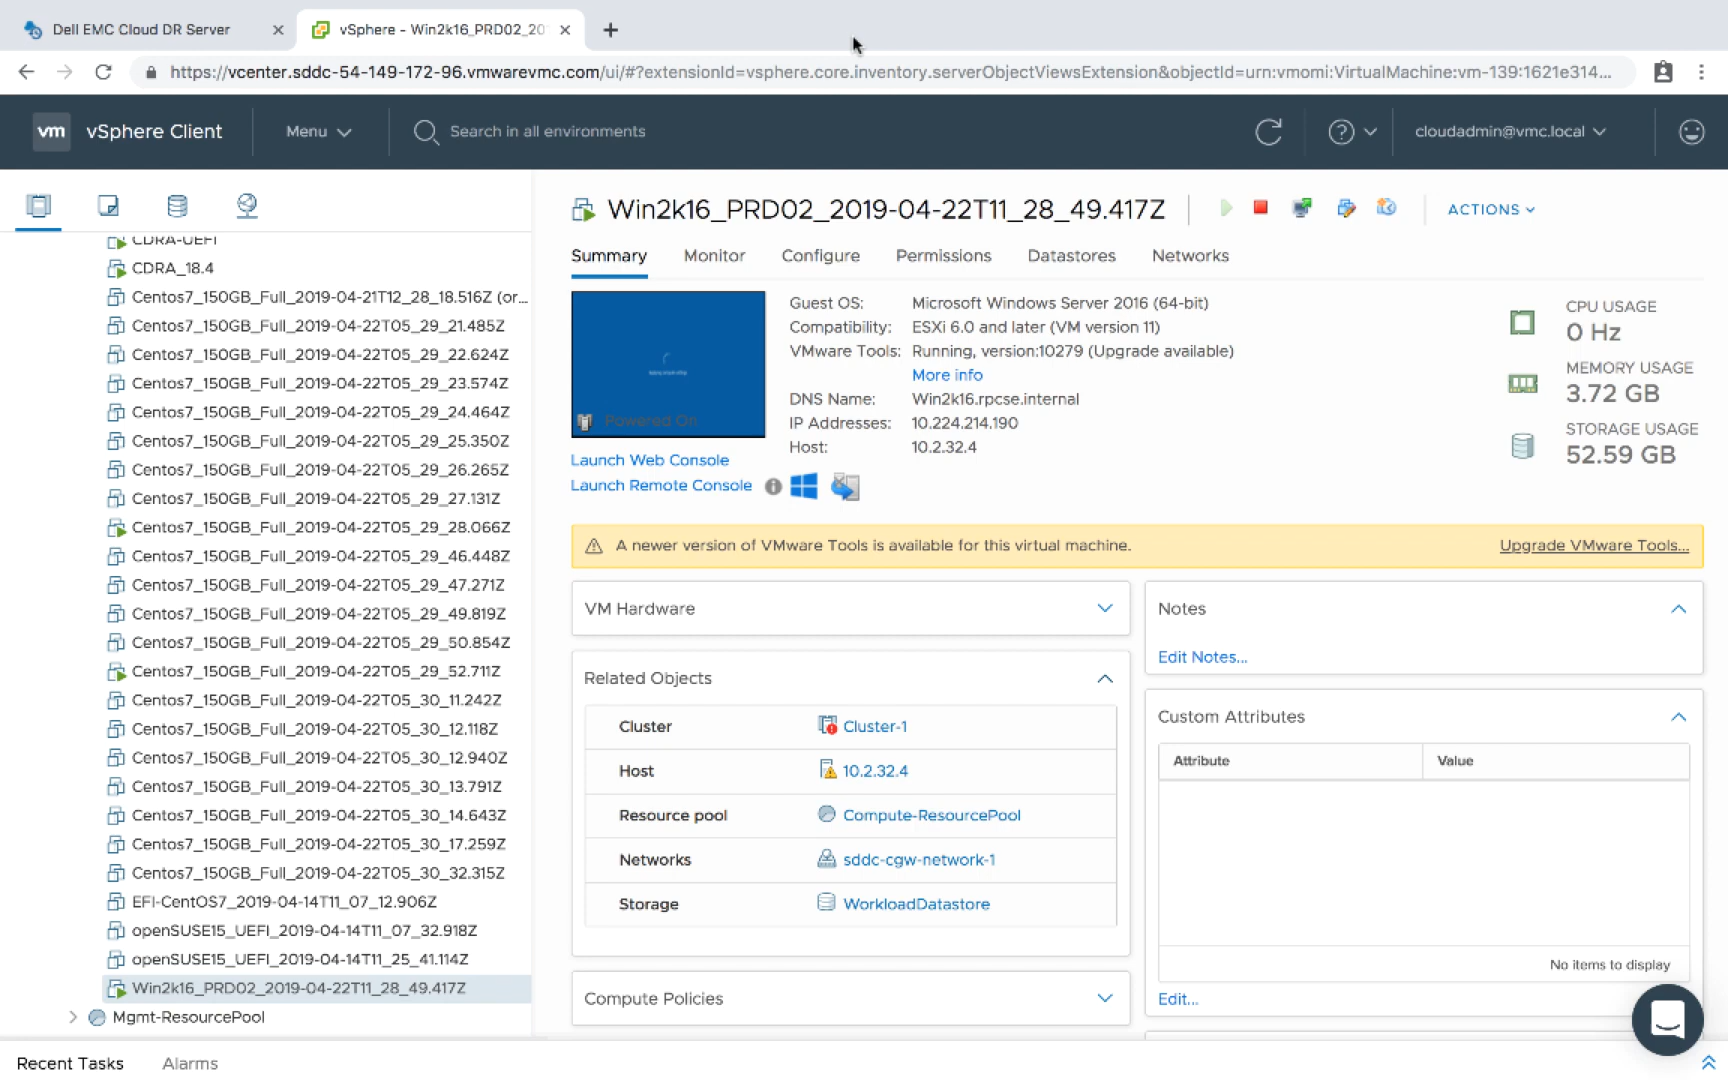 Dell EMC Cloud DR Server
vSphere - Win2k16_PRD02_20
https://vcenter.sddc-54-149-172-96.vmwarevmc.com/ui/#?extensionId=vsphere.core.inventory.serverObjectViewsExtension&objectId=urn:vmomi:VirtualMachine:vm-139:1621e314...
vm vSphere Client Menu Search in all environments cloudadmin@vmc.local
CDRA-UEFI
CDRA_18.4
Centos7_150GB_Full_2019-04-21T12_28_18.516Z (or...
Centos7_150GB_Full_2019-04-22T05_29_21.485Z
Centos7_150GB_Full_2019-04-22T05_29_22.624Z
Centos7_150GB_Full_2019-04-22T05_29_23.574Z
Centos7_150GB_Full_2019-04-22T05_29_24.464Z
Centos7_150GB_Full_2019-04-22T05_29_25.350Z
Centos7_150GB_Full_2019-04-22T05_29_26.265Z
Centos7_150GB_Full_2019-04-22T05_29_27.131Z
Centos7_150GB_Full_2019-04-22T05_29_28.066Z
Centos7_150GB_Full_2019-04-22T05_29_46.448Z
Centos7_150GB_Full_2019-04-22T05_29_47.271Z
Centos7_150GB_Full_2019-04-22T05_29_49.819Z
Centos7_150GB_Full_2019-04-22T05_29_50.854Z
Centos7_150GB_Full_2019-04-22T05_29_52.711Z
Centos7_150GB_Full_2019-04-22T05_30_11.242Z
Centos7_150GB_Full_2019-04-22T05_30_12.118Z
Centos7_150GB_Full_2019-04-22T05_30_12.940Z
Centos7_150GB_Full_2019-04-22T05_30_13.791Z
Centos7_150GB_Full_2019-04-22T05_30_14.643Z
Centos7_150GB_Full_2019-04-22T05_30_17.259Z
Centos7_150GB_Full_2019-04-22T05_30_32.315Z
EFI-CentOS7_2019-04-14T11_07_12.906Z
openSUSE15_UEFI_2019-04-14T11_07_32.918Z
openSUSE15_UEFI_2019-04-14T11_25_41.114Z
Win2k16_PRD02_2019-04-22T11_28_49.417Z
Mgmt-ResourcePool
Win2k16_PRD02_2019-04-22T11_28_49.417Z ACTIONS
Summary Monitor Configure Permissions Datastores Networks
Powered On
Launch Web Console
Launch Remote Console
Guest OS: Microsoft Windows Server 2016 (64-bit)
Compatibility: ESXi 6.0 and later (VM version 11)
VMware Tools: Running, version:10279 (Upgrade available)
More info
DNS Name: Win2k16.rpcse.internal
IP Addresses: 10.224.214.190
Host: 10.2.32.4
CPU USAGE
0 Hz
MEMORY USAGE
3.72 GB
STORAGE USAGE
52.59 GB
A newer version of VMware Tools is available for this virtual machine. Upgrade VMware Tools...
VM Hardware
Related Objects
Cluster Cluster-1
Host 10.2.32.4
Resource pool Compute-ResourcePool
Networks sddc-cgw-network-1
Storage WorkloadDatastore
Compute Policies
Notes
Edit Notes...
Custom Attributes
Attribute Value
No items to display
Edit...
Recent Tasks Alarms